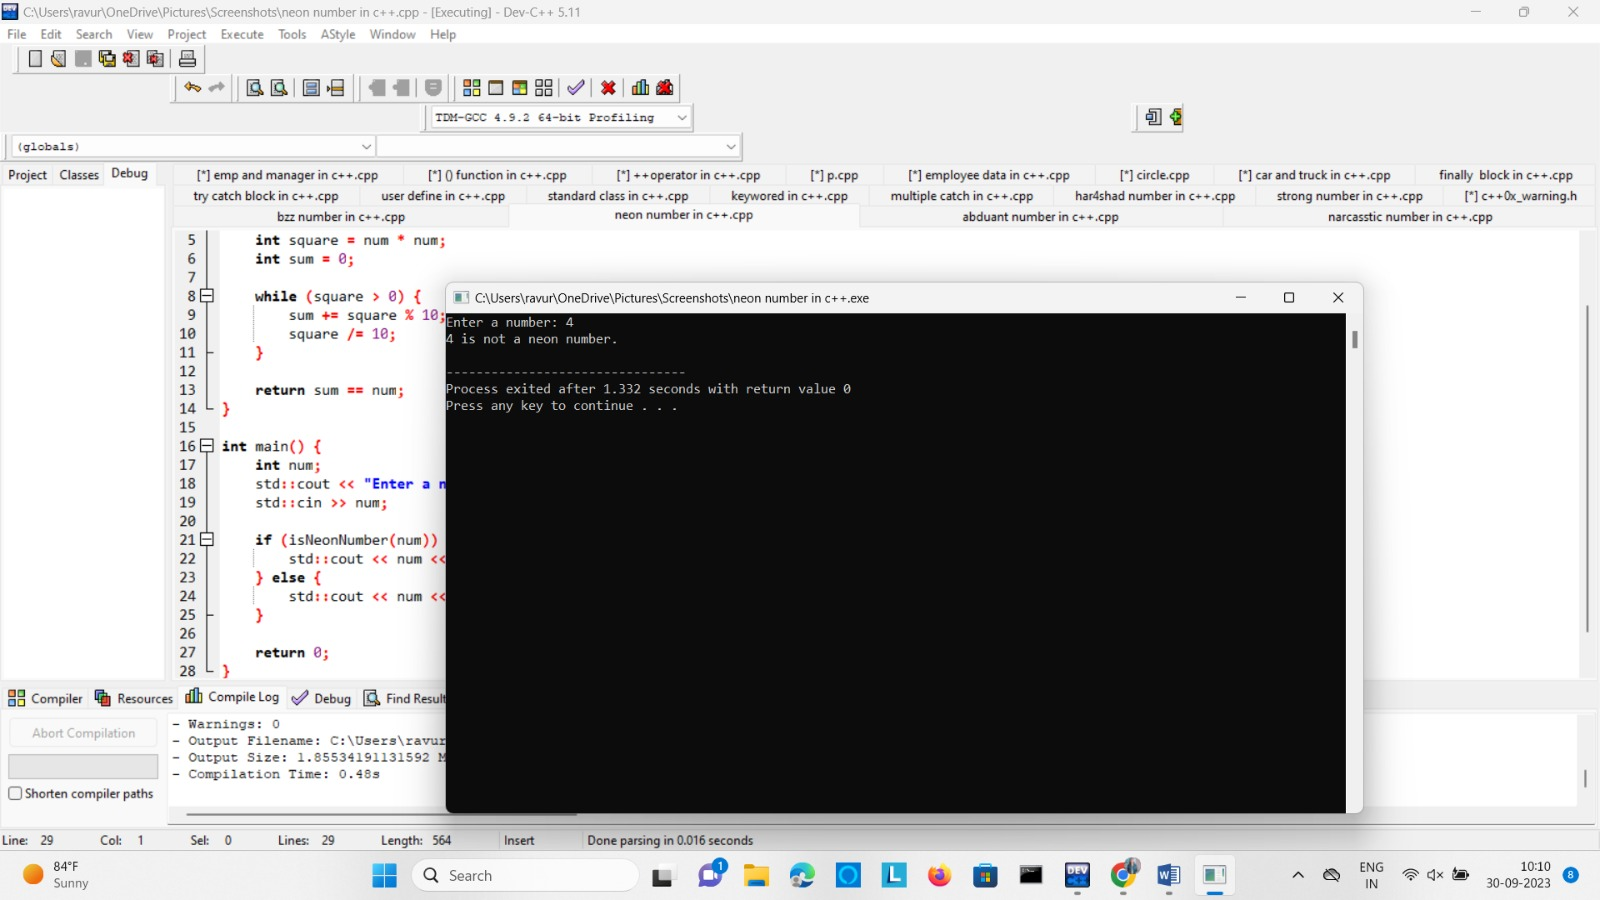 C:\Users\ravur\OneDrive\Pictures\Screenshots\neon number in c++.cpp - [Executing] - Dev-C++ 5.11
File Edit Search View Project Execute Tools AStyle Window Help
TDM-GCC 4.9.2 64-bit Profiling
(globals)
Project Classes Debug
[*] emp and manager in c++.cpp [*] () function in c++.cpp [*] ++operator in c++.cpp [*] p.cpp [*] employee data in c++.cpp [*] circle.cpp [*] car and truck in c++.cpp finally block in c++.cpp
try catch block in c++.cpp user define in c++.cpp standard class in c++.cpp keywored in c++.cpp multiple catch in c++.cpp har4shad number in c++.cpp strong number in c++.cpp [*] c++0x_warning.h
bzz number in c++.cpp neon number in c++.cpp abduant number in c++.cpp narcasstic number in c++.cpp
5 int square = num * num;
6 int sum = 0;
7
8 while (square > 0) {
9 sum += square % 10;
10 square /= 10;
11 }
12
13 return sum == num;
14 }
15
16 int main() {
17 int num;
18 std::cout << "Enter a n
19 std::cin >> num;
20
21 if (isNeonNumber(num))
22 std::cout << num <<
23 } else {
24 std::cout << num <<
25 }
26
27 return 0;
28 }
C:\Users\ravur\OneDrive\Pictures\Screenshots\neon number in c++.exe
Enter a number: 4
4 is not a neon number.
--------------------------------
Process exited after 1.332 seconds with return value 0
Press any key to continue . . .
Compiler Resources Compile Log Debug Find Result
Abort Compilation
Shorten compiler paths
- Warnings: 0
- Output Filename: C:\Users\ravur
- Output Size: 1.85534191131592 M
- Compilation Time: 0.48s
Line: 29 Col: 1 Sel: 0 Lines: 29 Length: 564 Insert Done parsing in 0.016 seconds
84°F
Sunny
Search
1
L
DEV
W
ENG
IN
10:10
30-09-2023
8